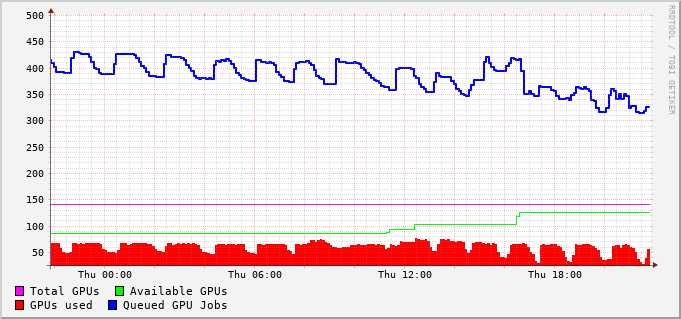 500
450
400
350
300
250
200
150
100
50
RRDTOOL / TOBI OETIKER
Thu 00:00 Thu 06:00 Thu 12:00 Thu 18:00
Total GPUs Available GPUs
GPUs used Queued GPU Jobs